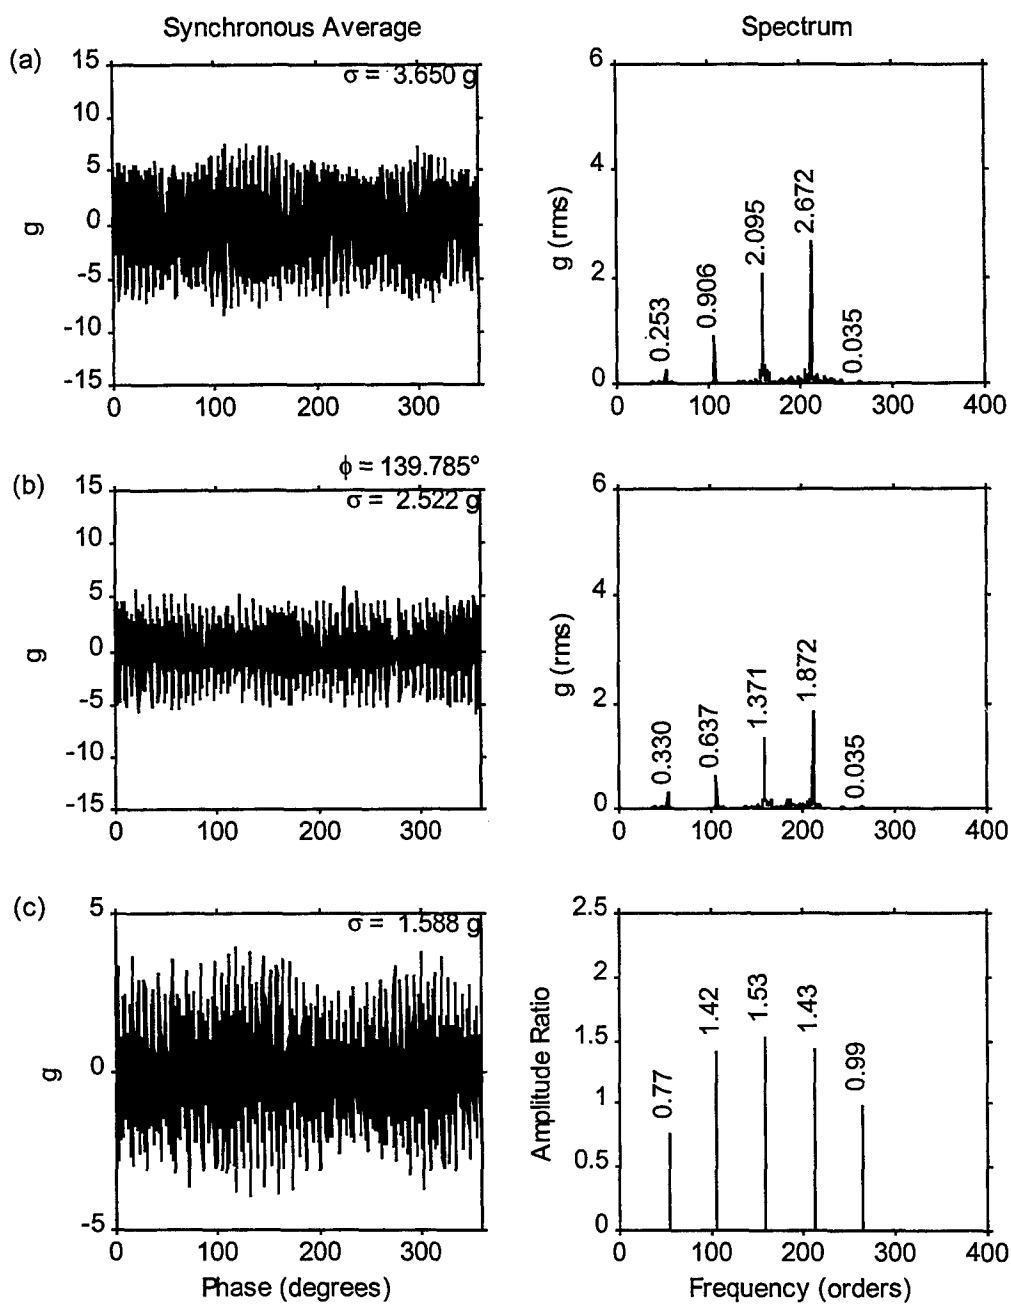 Synchronous Average
Spectrum
(a)
15
10
5
0
-5
-10
-15
g
σ = 3.650 g
0 100 200 300
6
4
2
0
g (rms)
0.253
0.906
2.095
2.672
0.035
0 100 200 300 400
(b)
ϕ = 139.785°
σ = 2.522 g
15
10
5
0
-5
-10
-15
g
0 100 200 300
6
4
2
0
g (rms)
0.330
0.637
1.371
1.872
0.035
0 100 200 300 400
(c)
σ = 1.588 g
5
0
-5
g
0 100 200 300
Phase (degrees)
2.5
2
1.5
1
0.5
0
Amplitude Ratio
0.77
1.42
1.53
1.43
0.99
0 100 200 300 400
Frequency (orders)